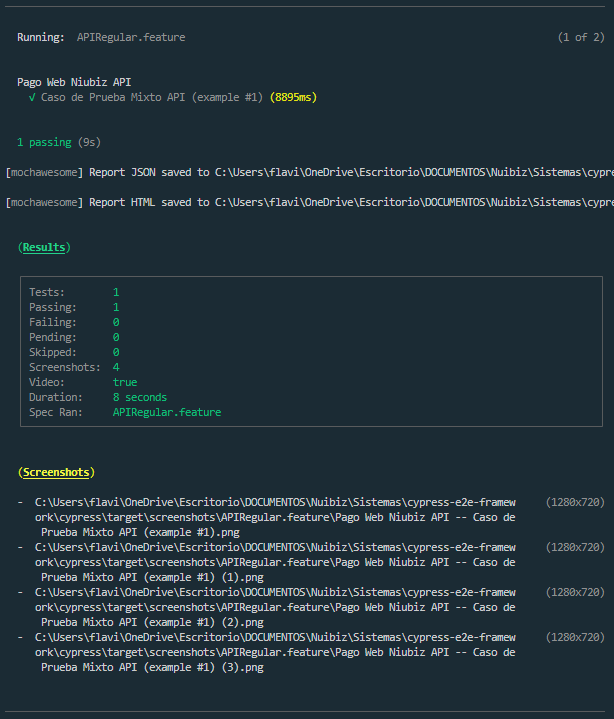 Running:  APIRegular.feature (1 of 2)
Pago Web Niubiz API
√ Caso de Prueba Mixto API (example #1) (8895ms)
1 passing (9s)
[mochawesome] Report JSON saved to C:\Users\flavi\OneDrive\Escritorio\DOCUMENTOS\Nuibiz\Sistemas\cypre
[mochawesome] Report HTML saved to C:\Users\flavi\OneDrive\Escritorio\DOCUMENTOS\Nuibiz\Sistemas\cypre
(Results)
Tests: 1
Passing: 1
Failing: 0
Pending: 0
Skipped: 0
Screenshots: 4
Video: true
Duration: 8 seconds
Spec Ran: APIRegular.feature
(Screenshots)
- C:\Users\flavi\OneDrive\Escritorio\DOCUMENTOS\Nuibiz\Sistemas\cypress-e2e-framew (1280x720)
ork\cypress\target\screenshots\APIRegular.feature\Pago Web Niubiz API -- Caso de
Prueba Mixto API (example #1).png
- C:\Users\flavi\OneDrive\Escritorio\DOCUMENTOS\Nuibiz\Sistemas\cypress-e2e-framew (1280x720)
ork\cypress\target\screenshots\APIRegular.feature\Pago Web Niubiz API -- Caso de
Prueba Mixto API (example #1) (1).png
- C:\Users\flavi\OneDrive\Escritorio\DOCUMENTOS\Nuibiz\Sistemas\cypress-e2e-framew (1280x720)
ork\cypress\target\screenshots\APIRegular.feature\Pago Web Niubiz API -- Caso de
Prueba Mixto API (example #1) (2).png
- C:\Users\flavi\OneDrive\Escritorio\DOCUMENTOS\Nuibiz\Sistemas\cypress-e2e-framew (1280x720)
ork\cypress\target\screenshots\APIRegular.feature\Pago Web Niubiz API -- Caso de
Prueba Mixto API (example #1) (3).png